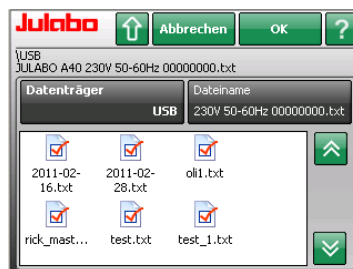 Julabo Abbrechen OK ?
\USB
JULABO A40 230V 50-60Hz 00000000.txt
Datenträger Dateiname
USB 230V 50-60Hz 00000000.txt
2011-02- 2011-02- oli1.txt
16.txt 28.txt
rick_mast... test.txt test_1.txt